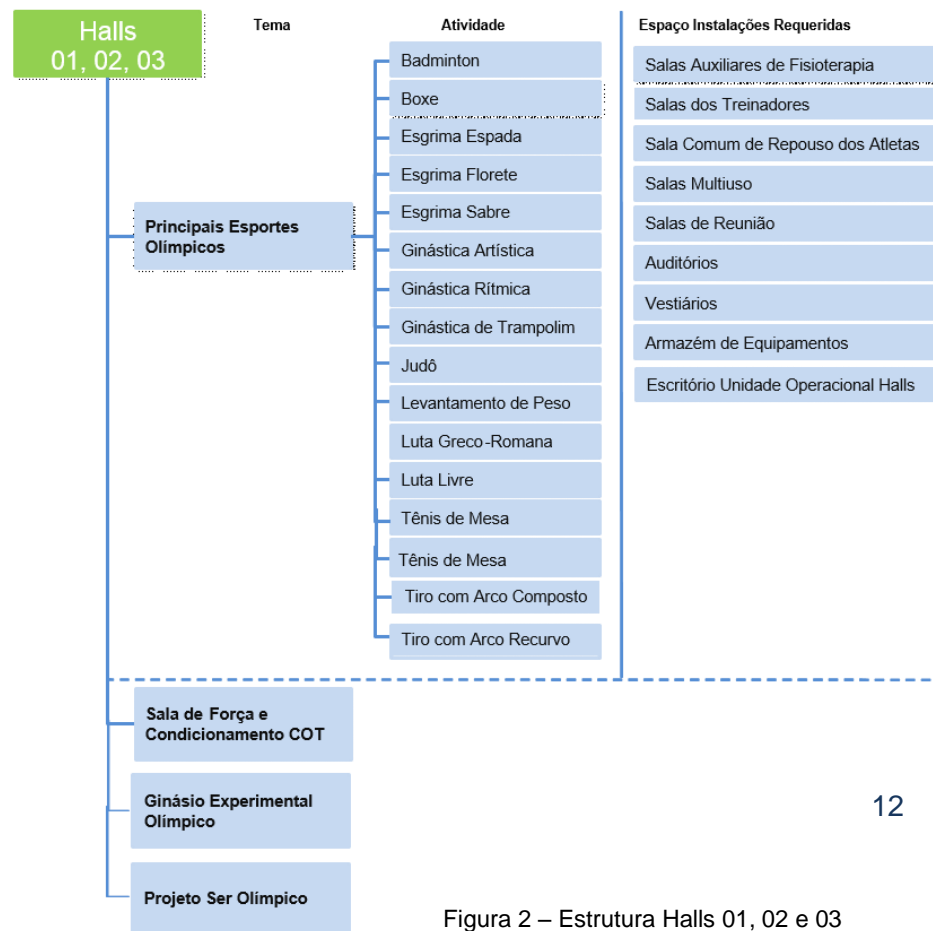 Halls
01, 02, 03
Tema
Atividade
Espaço Instalações Requeridas
Principais Esportes
Olímpicos
Badminton
Boxe
Esgrima Espada
Esgrima Florete
Esgrima Sabre
Ginástica Artística
Ginástica Rítmica
Ginástica de Trampolim
Judô
Levantamento de Peso
Luta Greco-Romana
Luta Livre
Tênis de Mesa
Tênis de Mesa
Tiro com Arco Composto
Tiro com Arco Recurvo
Salas Auxiliares de Fisioterapia
Salas dos Treinadores
Sala Comum de Repouso dos Atletas
Salas Multiuso
Salas de Reunião
Auditórios
Vestiários
Armazém de Equipamentos
Escritório Unidade Operacional Halls
Sala de Força e
Condicionamento COT
Ginásio Experimental
Olímpico
Projeto Ser Olímpico
12
Figura 2 – Estrutura Halls 01, 02 e 03